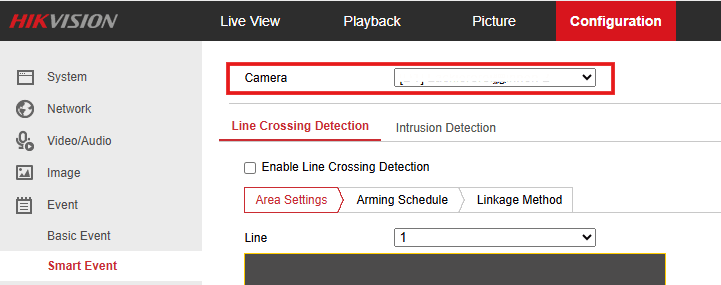 HIKVISION
Live View
Playback
Picture
Configuration
System
Network
Video/Audio
Image
Event
Basic Event
Smart Event
Camera
Line Crossing Detection
Intrusion Detection
Enable Line Crossing Detection
Area Settings
Arming Schedule
Linkage Method
Line
1